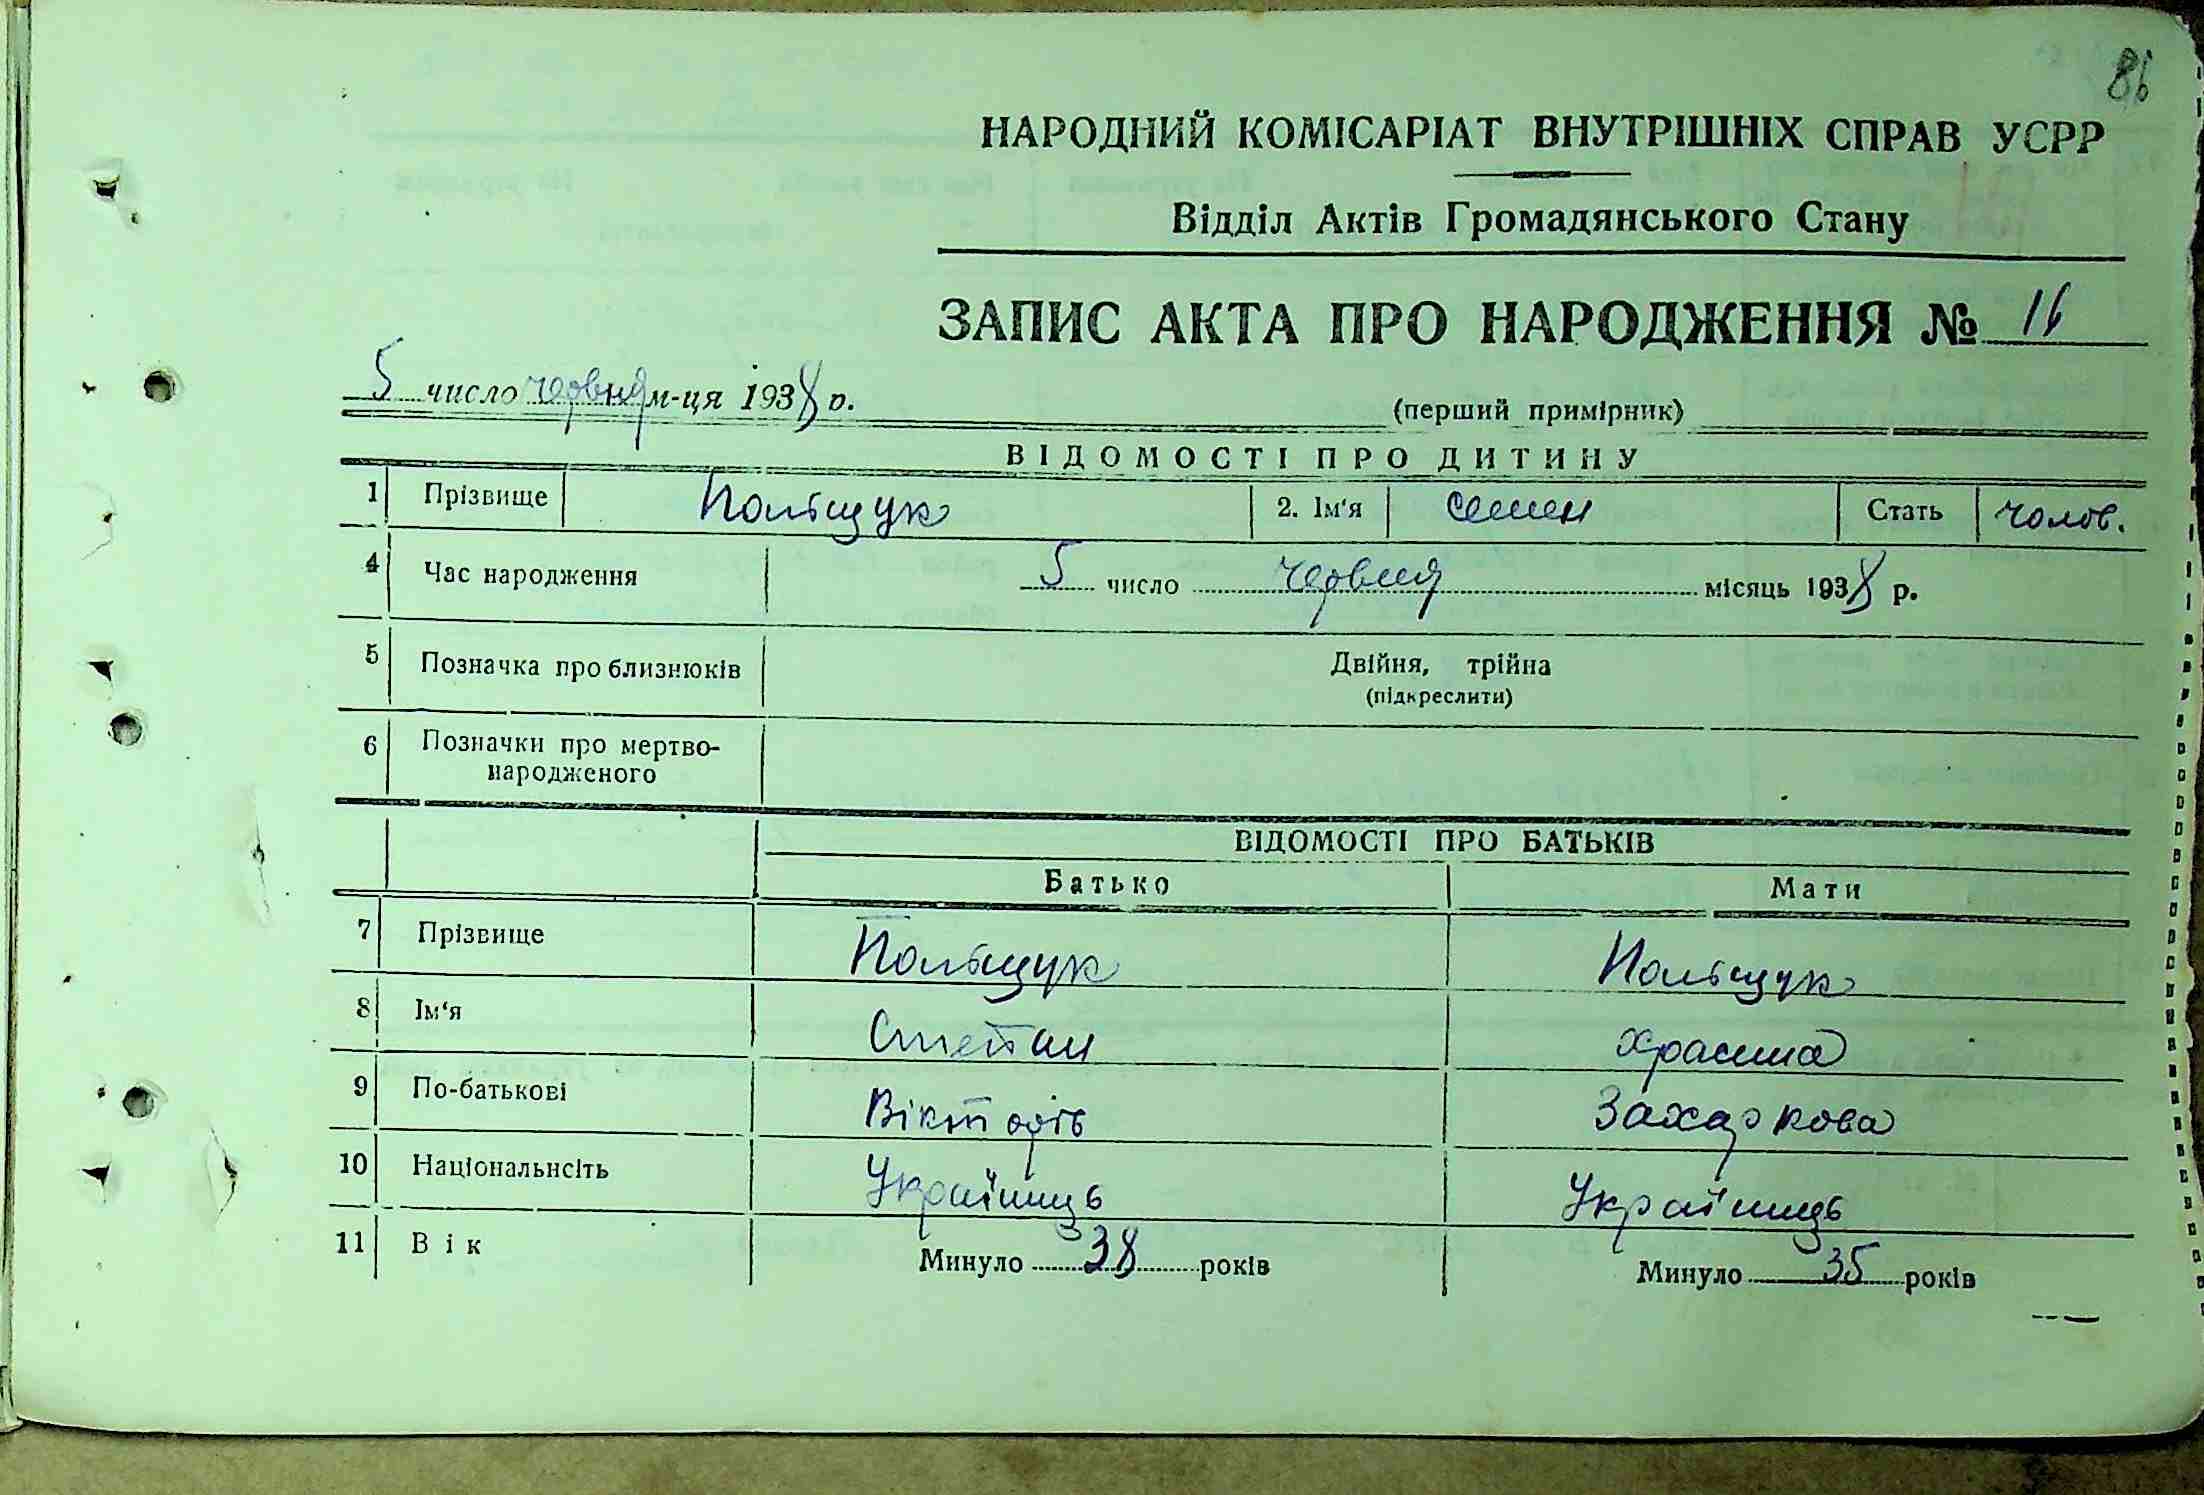 86
НАРОДНИЙ КОМІСАРІАТ ВНУТРІШНІХ СПРАВ УСРР
Відділ Актів Громадянського Стану
ЗАПИС АКТА ПРО НАРОДЖЕННЯ № 16
5 число червня м-ця 1938 р.
(перший примірник)
ВІДОМОСТІ ПРО ДИТИНУ
1 Прізвище Польщук 2. Ім'я Семен Стать чолов.
4 Час народження 5 число червня місяць 1938 р.
5 Позначка про близнюків Двійня, трійна
(підкреслити)
6 Позначки про мертво-
народженого
ВІДОМОСТІ ПРО БАТЬКІВ
Батько Мати
7 Прізвище Польщук Польщук
8 Ім'я Степан Храсина
9 По-батькові Вікторів Захаркова
10 Національнсіть Українць Українць
11 Вік Минуло 38 років Минуло 35 років